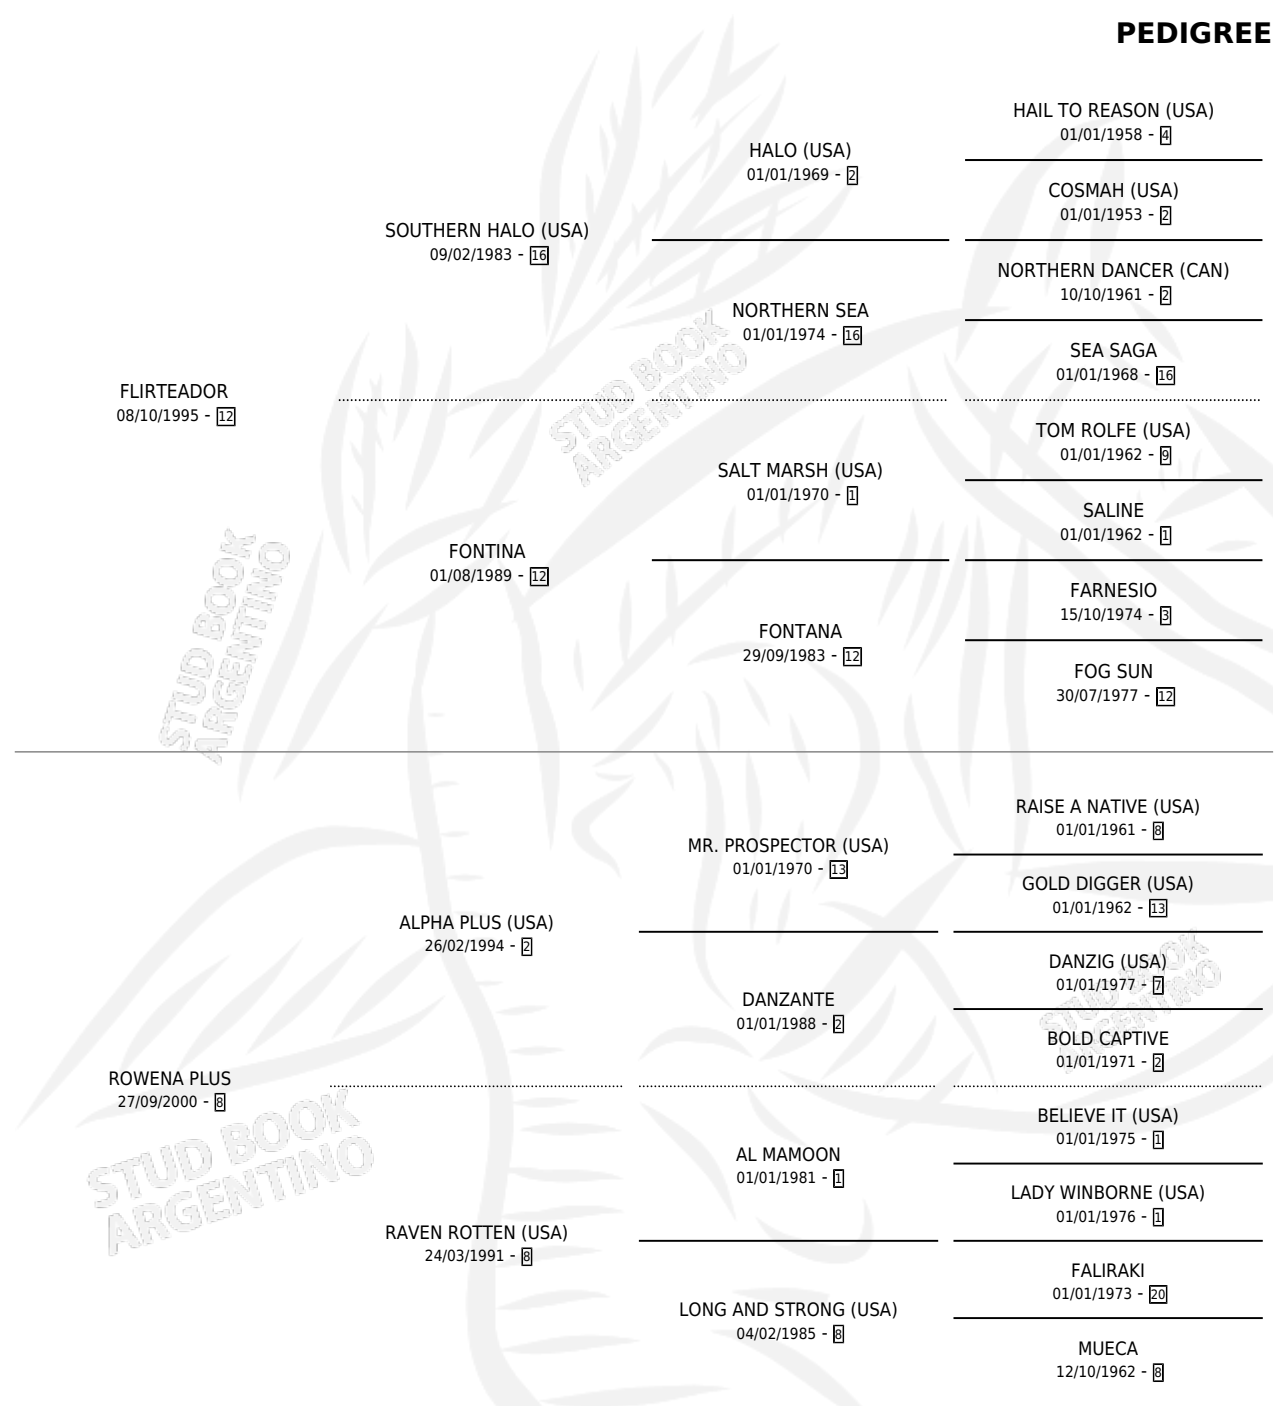 PEDIGREE
HAIL TO REASON (USA)
01/01/1958 - 4
HALO (USA)
01/01/1969 - 2
COSMAH (USA)
01/01/1953 - 2
SOUTHERN HALO (USA)
09/02/1983 - 16
NORTHERN DANCER (CAN)
10/10/1961 - 2
NORTHERN SEA
01/01/1974 - 16
SEA SAGA
01/01/1968 - 16
FLIRTEADOR
08/10/1995 - 12
STUD BOOK
ARGENTINO
TOM ROLFE (USA)
01/01/1962 - 9
SALT MARSH (USA)
01/01/1970 - 1
SALINE
01/01/1962 - 1
FONTINA
01/08/1989 - 12
FARNESIO
15/10/1974 - 3
FONTANA
29/09/1983 - 12
FOG SUN
30/07/1977 - 12
STUD BOOK
ARGENTINO
RAISE A NATIVE (USA)
01/01/1961 - 8
MR. PROSPECTOR (USA)
01/01/1970 - 13
GOLD DIGGER (USA)
01/01/1962 - 13
ALPHA PLUS (USA)
26/02/1994 - 2
DANZIG (USA)
01/01/1977 - 7
DANZANTE
01/01/1988 - 2
STUD BOOK
ARGENTINO
BOLD CAPTIVE
01/01/1971 - 2
ROWENA PLUS
27/09/2000 - 8
STUD BOOK
ARGENTINO
BELIEVE IT (USA)
01/01/1975 - 1
AL MAMOON
01/01/1981 - 1
LADY WINBORNE (USA)
01/01/1976 - 1
RAVEN ROTTEN (USA)
24/03/1991 - 8
FALIRAKI
01/01/1973 - 20
LONG AND STRONG (USA)
04/02/1985 - 8
MUECA
12/10/1962 - 8